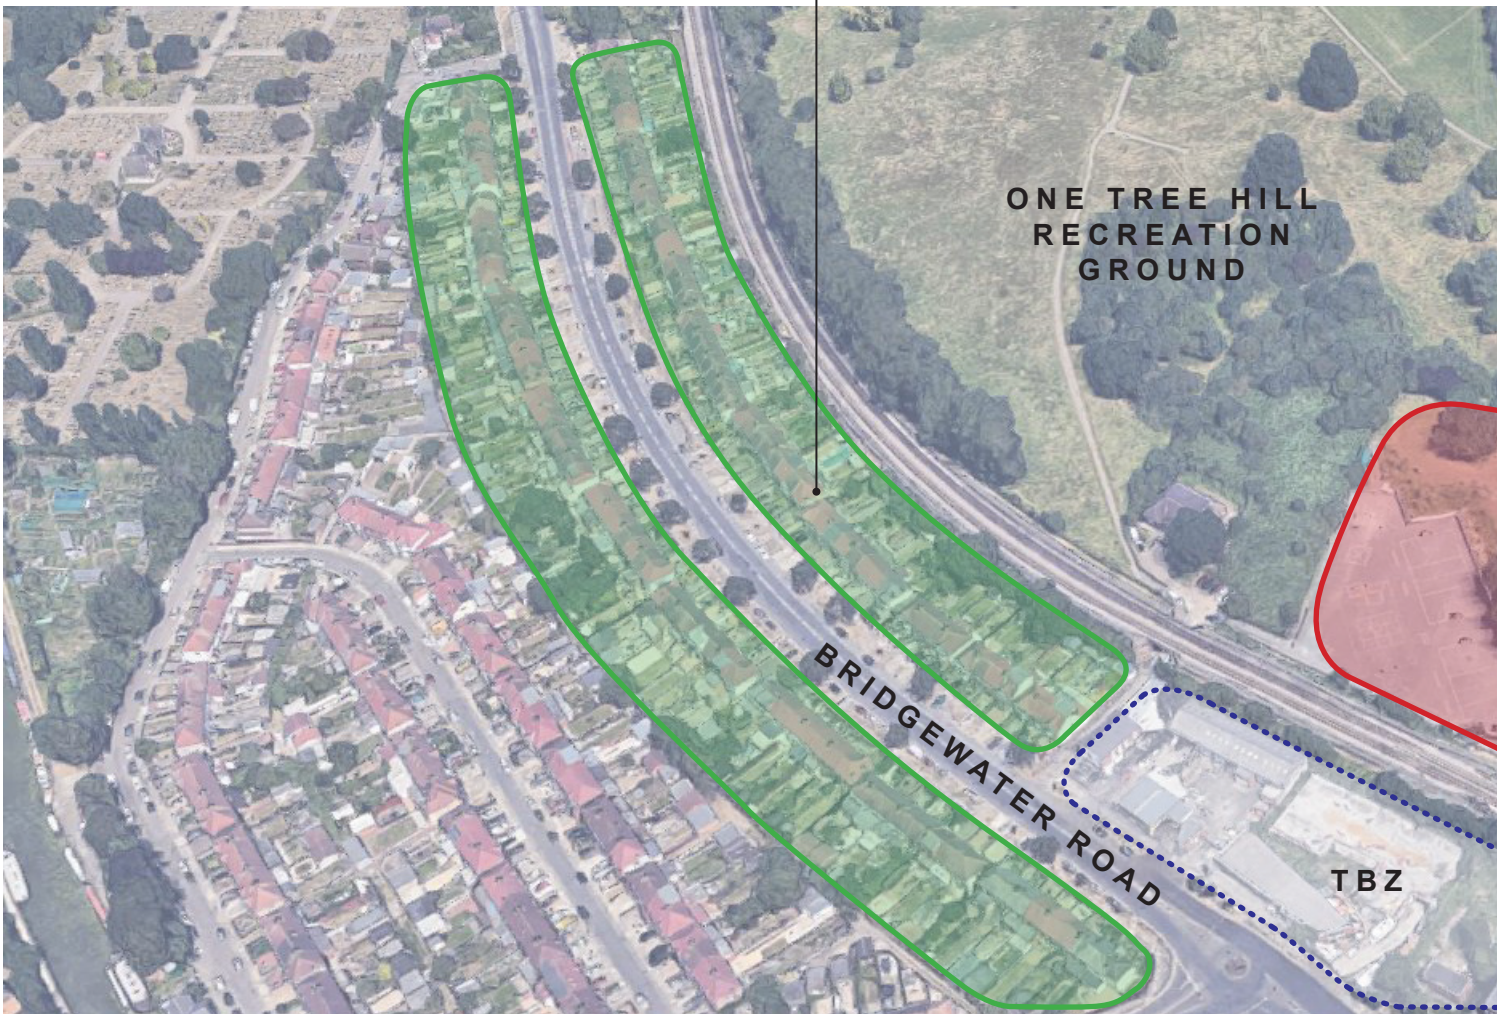 ONE TREE HILL
RECREATION
GROUND
BRIDGEWATER ROAD
TBZ